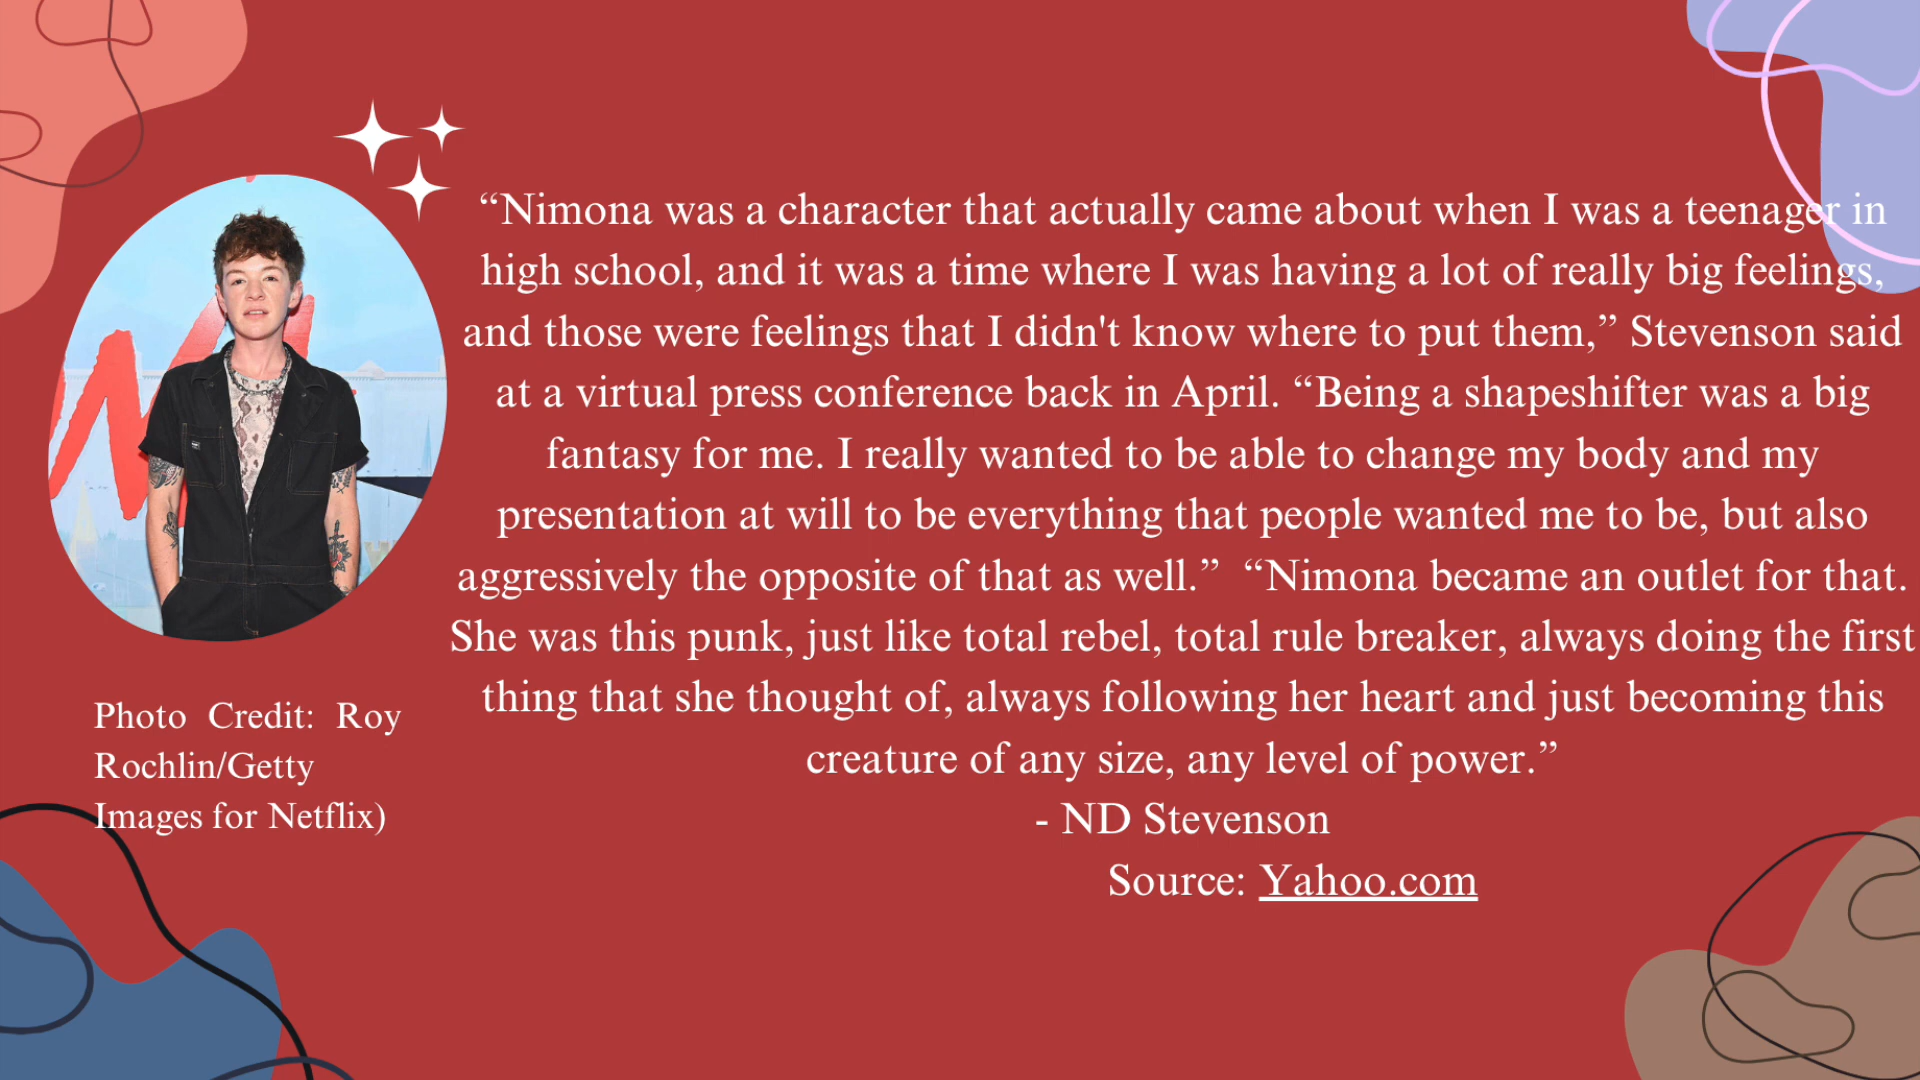 “Nimona was a character that actually came about when I was a teenager in
high school, and it was a time where I was having a lot of really big feelings,
and those were feelings that I didn't know where to put them,” Stevenson said
at a virtual press conference back in April. “Being a shapeshifter was a big
fantasy for me. I really wanted to be able to change my body and my
presentation at will to be everything that people wanted me to be, but also
aggressively the opposite of that as well.”  “Nimona became an outlet for that.
She was this punk, just like total rebel, total rule breaker, always doing the first
thing that she thought of, always following her heart and just becoming this
creature of any size, any level of power.”
- ND Stevenson
Source: Yahoo.com
Photo Credit: Roy
Rochlin/Getty
Images for Netflix)